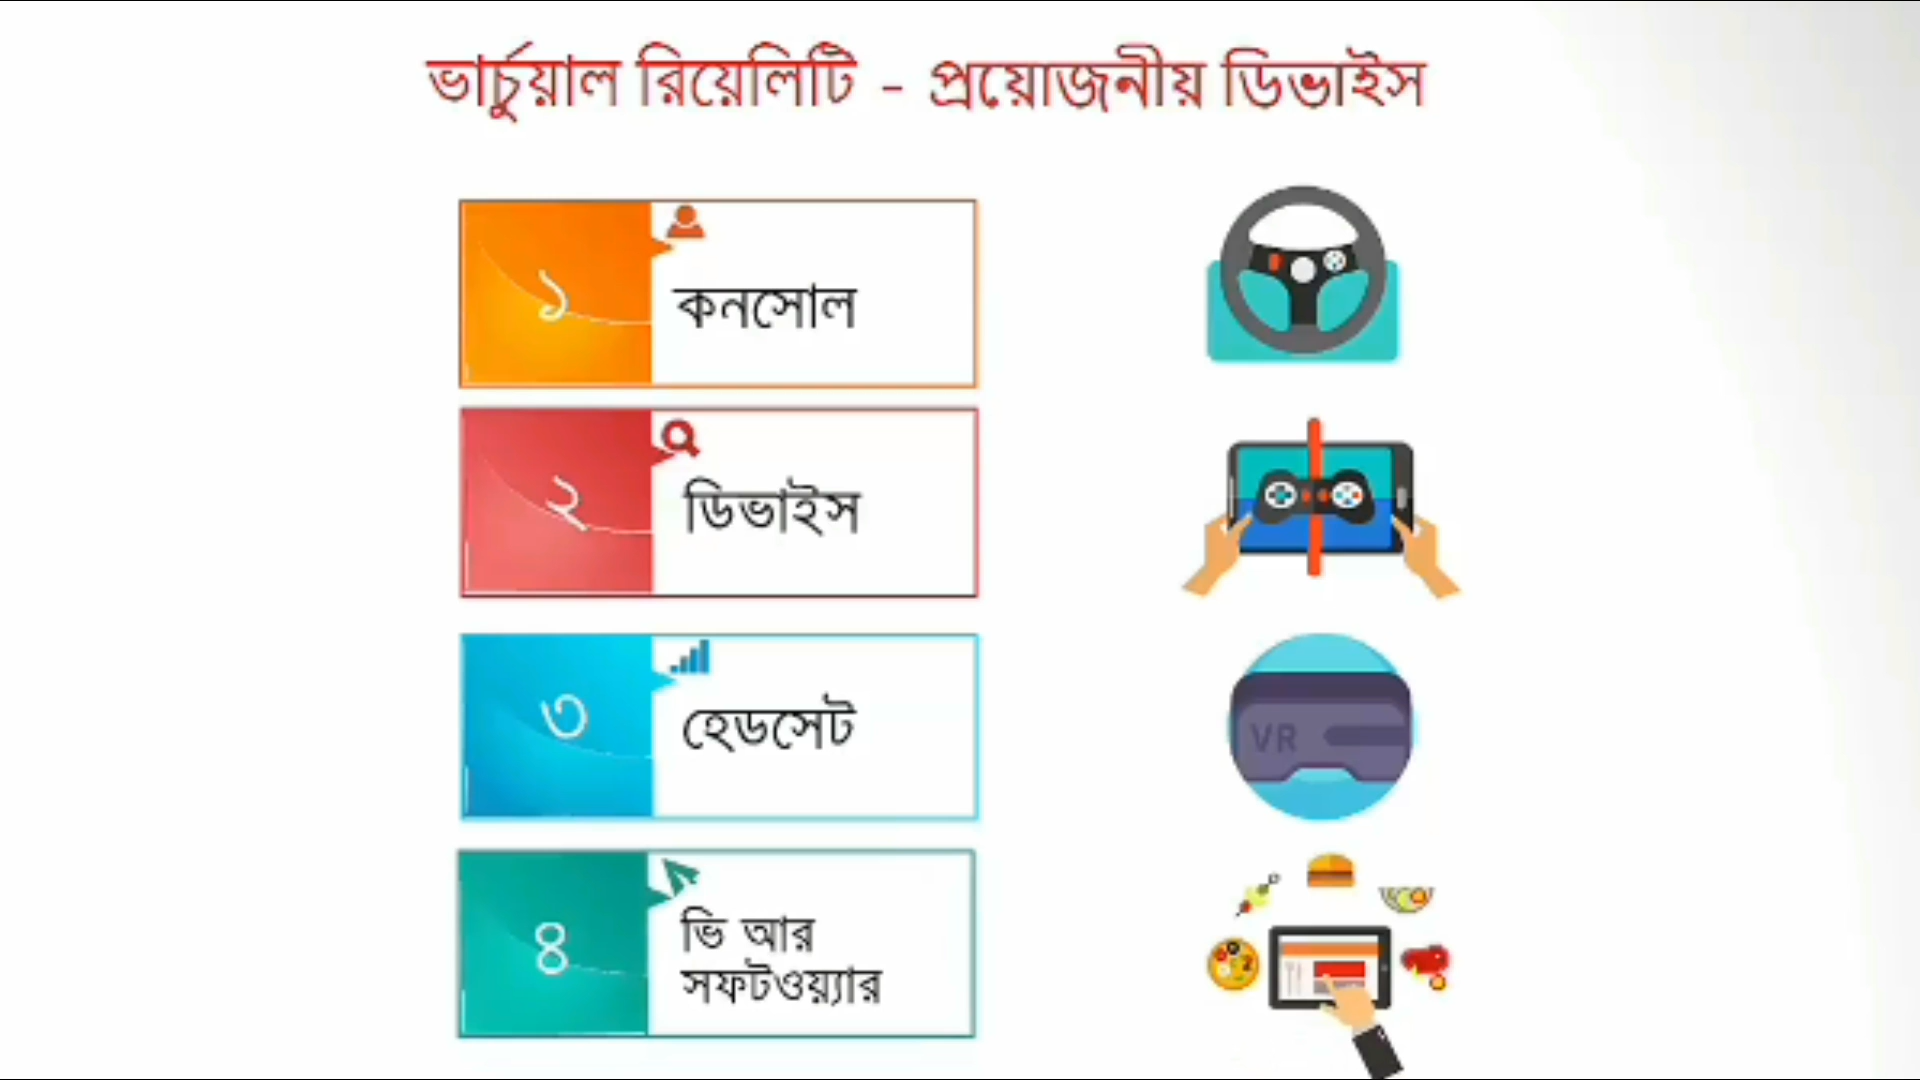 ভার্চুয়াল রিয়েলিটি - প্রয়োজনীয় ডিভাইস
১
কনসোল
২
ডিভাইস
৩
হেডসেট
VR
৪
ভি আর
সফটওয়্যার